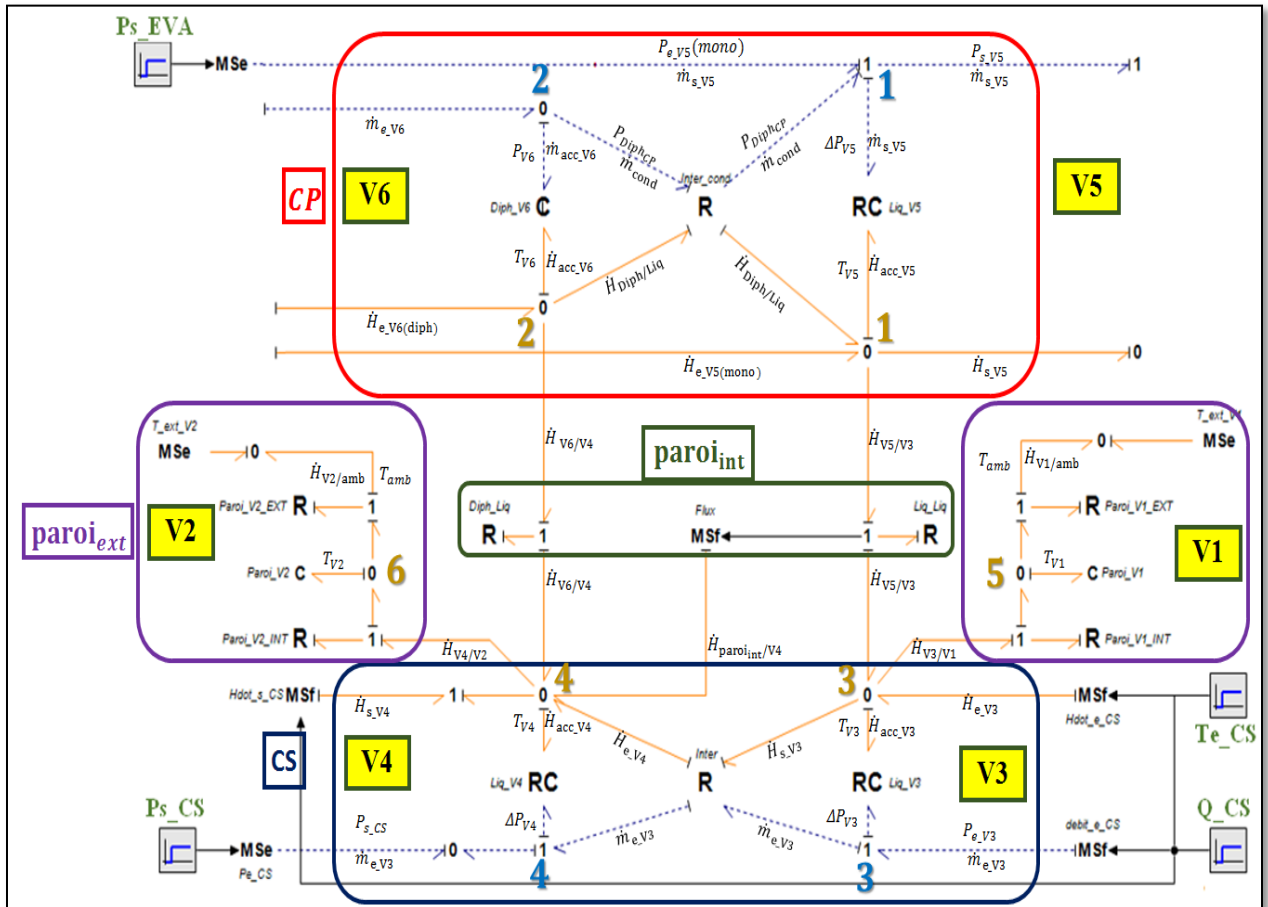 Ps_EVA
MSe
P_e_V5(mono)
ṁ_s_V5
1
1
P_s_V5
ṁ_s_V5
1
2
0
ṁ_e_V6
P_V6
ṁ_acc_V6
P_DiphCP
ṁ_cond
P_DiphCP
ṁ_cond
ΔP_V5
ṁ_s_V5
CP
V6
Diph_V6 C
Inter_cond
R
RC Liq_V5
V5
T_V6
Ḣ_acc_V6
Ḣ_Diph/Liq
Ḣ_Diph/Liq
T_V5
Ḣ_acc_V5
0
2
Ḣ_e_V6(diph)
1
0
Ḣ_e_V5(mono)
Ḣ_s_V5
0
T_ext_V2
MSe
0
Ḣ_V2/amb
T_amb
Paroi_V2_EXT R
1
paroi_ext
V2
Paroi_V2 C
T_V2
0
6
Paroi_V2_INT R
1
Ḣ_V4/V2
Ḣ_V6/V4
paroi_int
Ḣ_V5/V3
Diph_Liq
R
1
Flux
MSf
1
Liq_Liq
R
Ḣ_V6/V4
Ḣ_V5/V3
Ḣ_paroi_int/V4
T_ext_V1
MSe
0
T_amb
Ḣ_V1/amb
1
R Paroi_V1_EXT
V1
5
0
T_V1
C Paroi_V1
1
R Paroi_V1_INT
Ḣ_V3/V1
Hdot_s_CS MSf
Ḣ_s_V4
1
0
4
3
0
Ḣ_e_V3
MSf
Hdot_e_CS
Te_CS
CS
V4
T_V4
Ḣ_acc_V4
Ḣ_e_V4
Ḣ_s_V3
T_V3
Ḣ_acc_V3
V3
Liq_V4 RC
Inter
R
RC Liq_V3
Ps_CS
MSe
Pe_CS
P_s_CS
ṁ_e_V3
0
ΔP_V4
1
4
ṁ_e_V3
ṁ_e_V3
ΔP_V3
1
3
P_e_V3
ṁ_e_V3
debit_e_CS
MSf
Q_CS